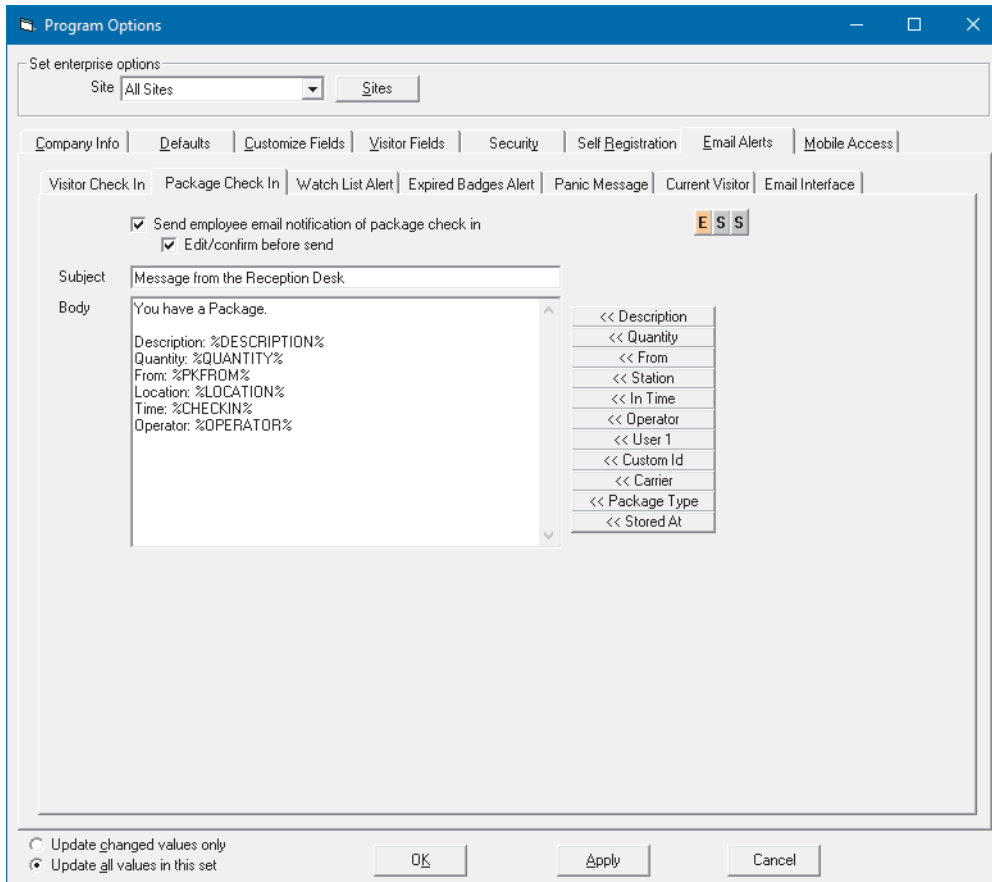 Program Options
Set enterprise options
Site All Sites Sites
Company Info Defaults Customize Fields Visitor Fields Security Self Registration Email Alerts Mobile Access
Visitor Check In Package Check In Watch List Alert Expired Badges Alert Panic Message Current Visitor Email Interface
Send employee email notification of package check in
E S S
Edit/confirm before send
Subject Message from the Reception Desk
Body You have a Package.
Description: %DESCRIPTION%
Quantity: %QUANTITY%
From: %PKFROM%
Location: %LOCATION%
Time: %CHECKIN%
Operator: %OPERATOR%
<< Description
<< Quantity
<< From
<< Station
<< In Time
<< Operator
<< User 1
<< Custom Id
<< Carrier
<< Package Type
<< Stored At
Update changed values only
Update all values in this set
OK Apply Cancel